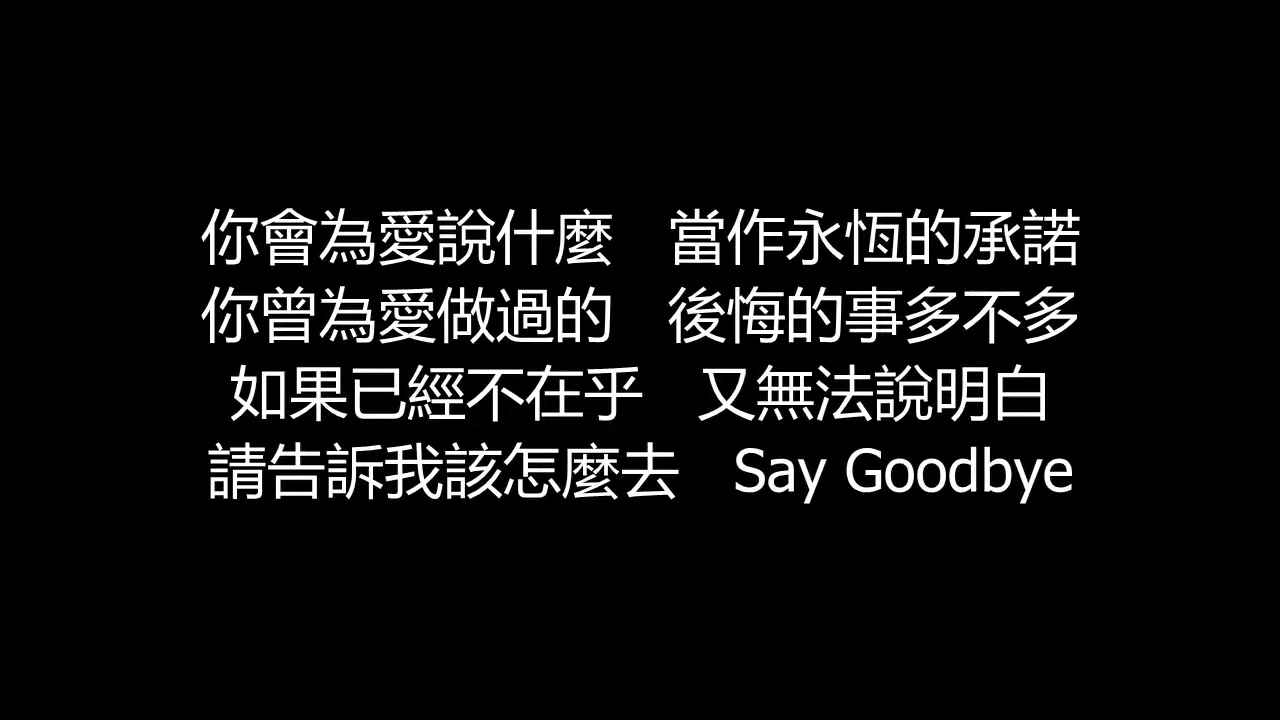 你會為愛說什麼　當作永恆的承諾
你曾為愛做過的　後悔的事多不多
如果已經不在乎　又無法說明白
請告訴我該怎麼去　Say Goodbye